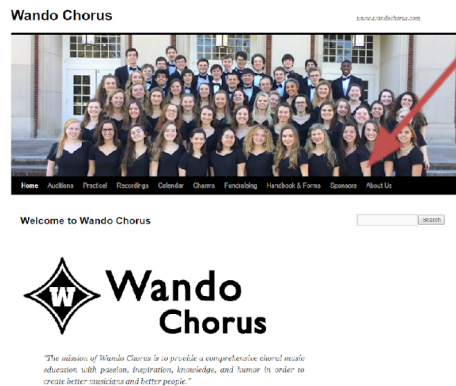 Wando Chorus
www.wandochorus.com
Home Auditions Practice! Recordings Calendar Charms Fundraising Handbook & Forms Sponsors About Us
Welcome to Wando Chorus
Search
W
Wando
Chorus
"The mission of Wando Chorus is to provide a comprehensive choral music
education with passion, inspiration, knowledge, and humor in order to
create better musicians and better people."